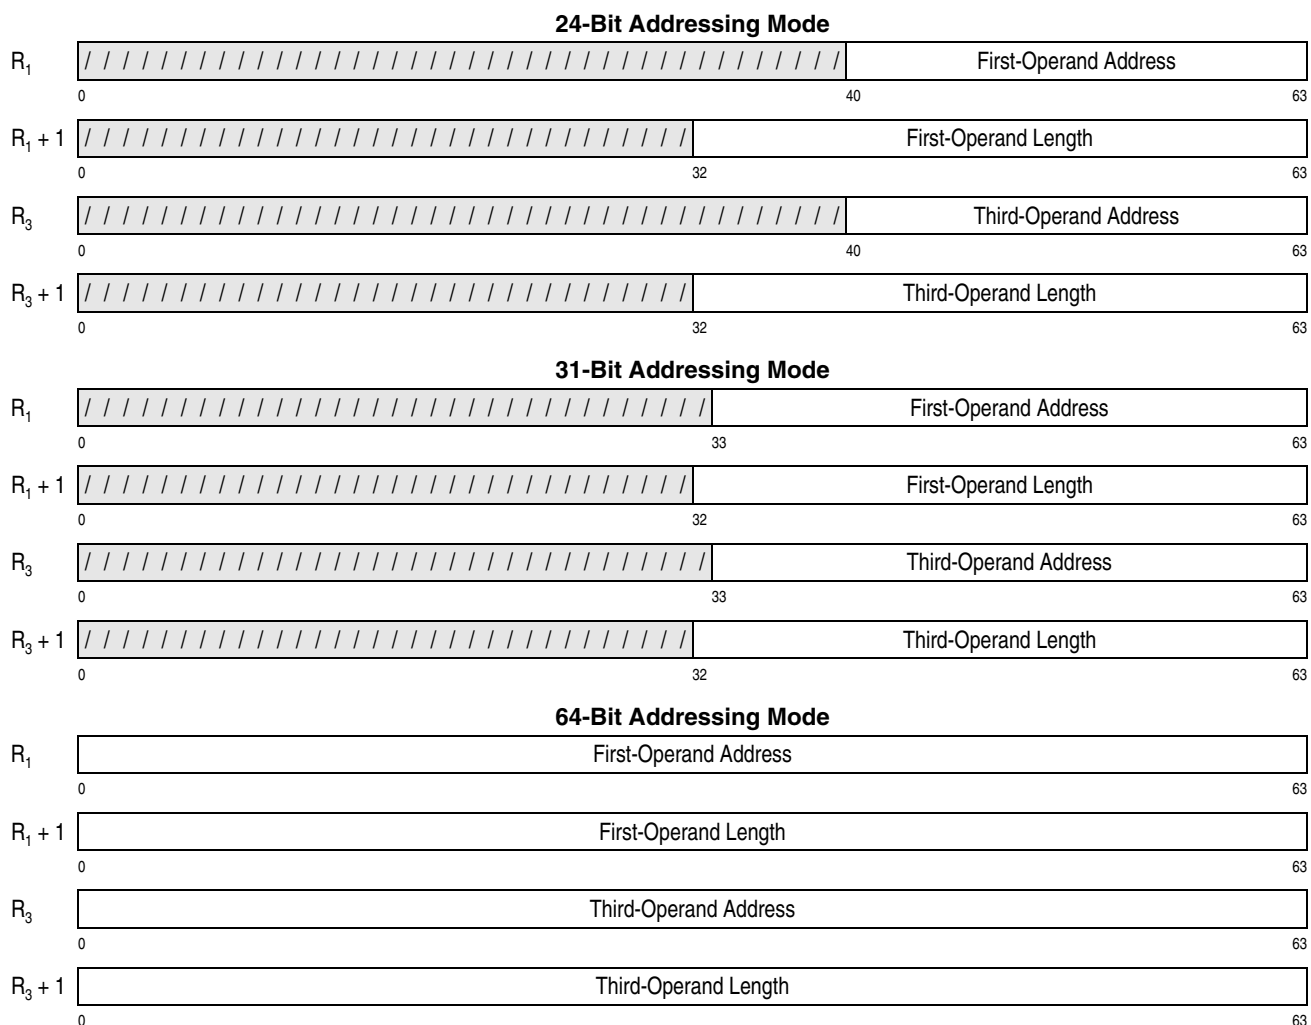 24-Bit Addressing Mode
R1 / / / / / / / / / / / / / / / / / / / / / / / / / / / / / / / / / / / / / / / / First-Operand Address
0 40 63
R1 + 1 / / / / / / / / / / / / / / / / / / / / / / / / / / / / / / / / First-Operand Length
0 32 63
R3 / / / / / / / / / / / / / / / / / / / / / / / / / / / / / / / / / / / / / / / / Third-Operand Address
0 40 63
R3 + 1 / / / / / / / / / / / / / / / / / / / / / / / / / / / / / / / / Third-Operand Length
0 32 63
31-Bit Addressing Mode
R1 / / / / / / / / / / / / / / / / / / / / / / / / / / / / / / / / / First-Operand Address
0 33 63
R1 + 1 / / / / / / / / / / / / / / / / / / / / / / / / / / / / / / / / First-Operand Length
0 32 63
R3 / / / / / / / / / / / / / / / / / / / / / / / / / / / / / / / / / Third-Operand Address
0 33 63
R3 + 1 / / / / / / / / / / / / / / / / / / / / / / / / / / / / / / / / Third-Operand Length
0 32 63
64-Bit Addressing Mode
R1 First-Operand Address
0 63
R1 + 1 First-Operand Length
0 63
R3 Third-Operand Address
0 63
R3 + 1 Third-Operand Length
0 63